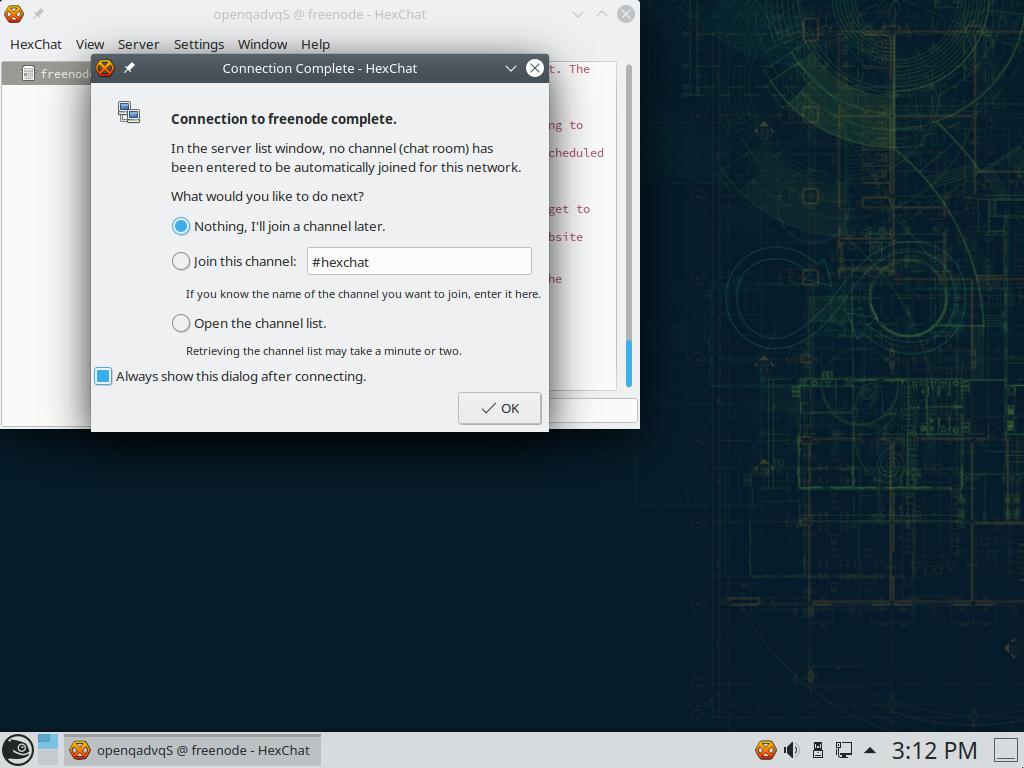 openqadvqS @ freenode - HexChat
HexChat View Server Settings Window Help
freenode
t. The
ng to
cheduled
get to
bsite
he
Connection Complete - HexChat
Connection to freenode complete.
In the server list window, no channel (chat room) has
been entered to be automatically joined for this network.
What would you like to do next?
Nothing, I'll join a channel later.
Join this channel: #hexchat
If you know the name of the channel you want to join, enter it here.
Open the channel list.
Retrieving the channel list may take a minute or two.
Always show this dialog after connecting.
OK
openqadvqS @ freenode - HexChat
3:12 PM